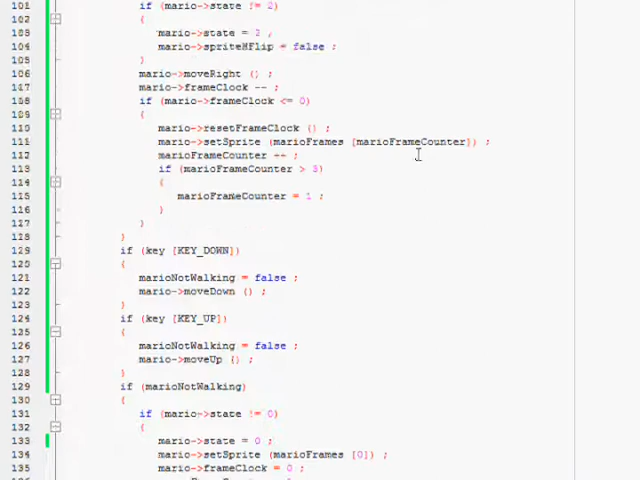 101 if (mario->state != 2)
102 {
103 mario->state = 2 ;
104 mario->spriteHFlip = false ;
105 }
106 mario->moveRight () ;
107 mario->frameClock -- ;
108 if (mario->frameClock <= 0)
109 {
110 mario->resetFrameClock () ;
111 mario->setSprite (marioFrames [marioFrameCounter]) ;
112 marioFrameCounter ++ ;
113 if (marioFrameCounter > 3)
114 {
115 marioFrameCounter = 1 ;
116 }
117 }
118 }
129 if (key [KEY_DOWN])
120 {
121 marioNotWalking = false ;
122 mario->moveDown () ;
123 }
124 if (key [KEY_UP])
125 {
126 marioNotWalking = false ;
127 mario->moveUp () ;
128 }
129 if (marioNotWalking)
130 {
131 if (mario->state != 0)
132 {
133 mario->state = 0 ;
134 mario->setSprite (marioFrames [0]) ;
135 mario->frameClock = 0 ;